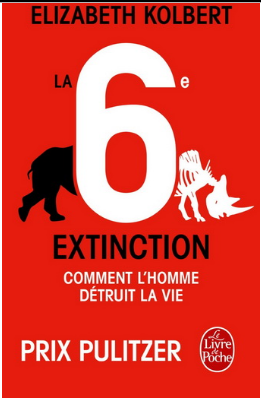 ELIZABETH KOLBERT
LA 6e
EXTINCTION
COMMENT L'HOMME
DÉTRUIT LA VIE
PRIX PULITZER
Le
Livre
de
Poche